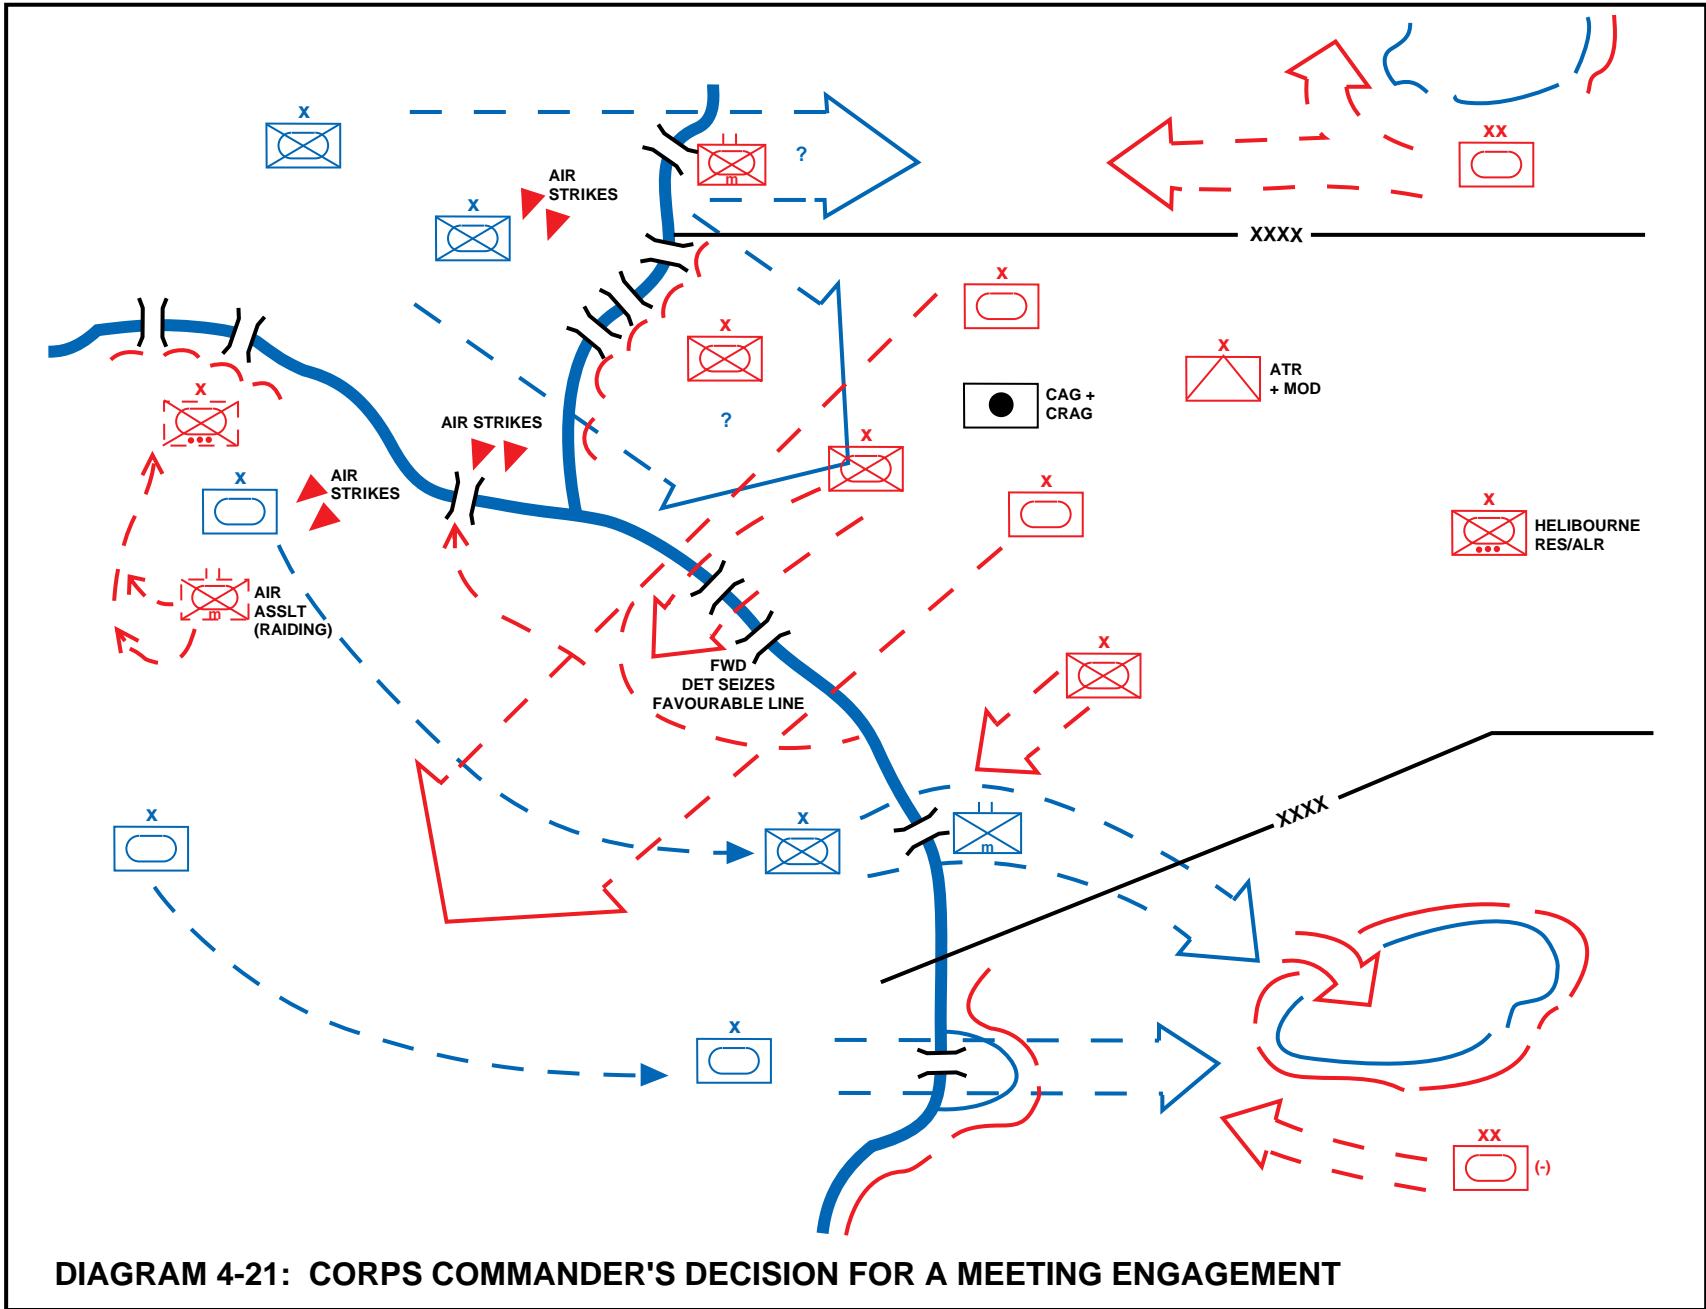 X
X
AIR
STRIKES
m
?
XX
XXXX
X
X
X
ATR
+ MOD
CAG +
CRAG
X
?
AIR STRIKES
X
X
AIR
STRIKES
X
X
HELIBOURNE
RES/ALR
m
AIR
ASSLT
(RAIDING)
FWD
DET SEIZES
FAVOURABLE LINE
X
XXXX
X
X
m
X
XX
(-)
DIAGRAM 4-21: CORPS COMMANDER'S DECISION FOR A MEETING ENGAGEMENT